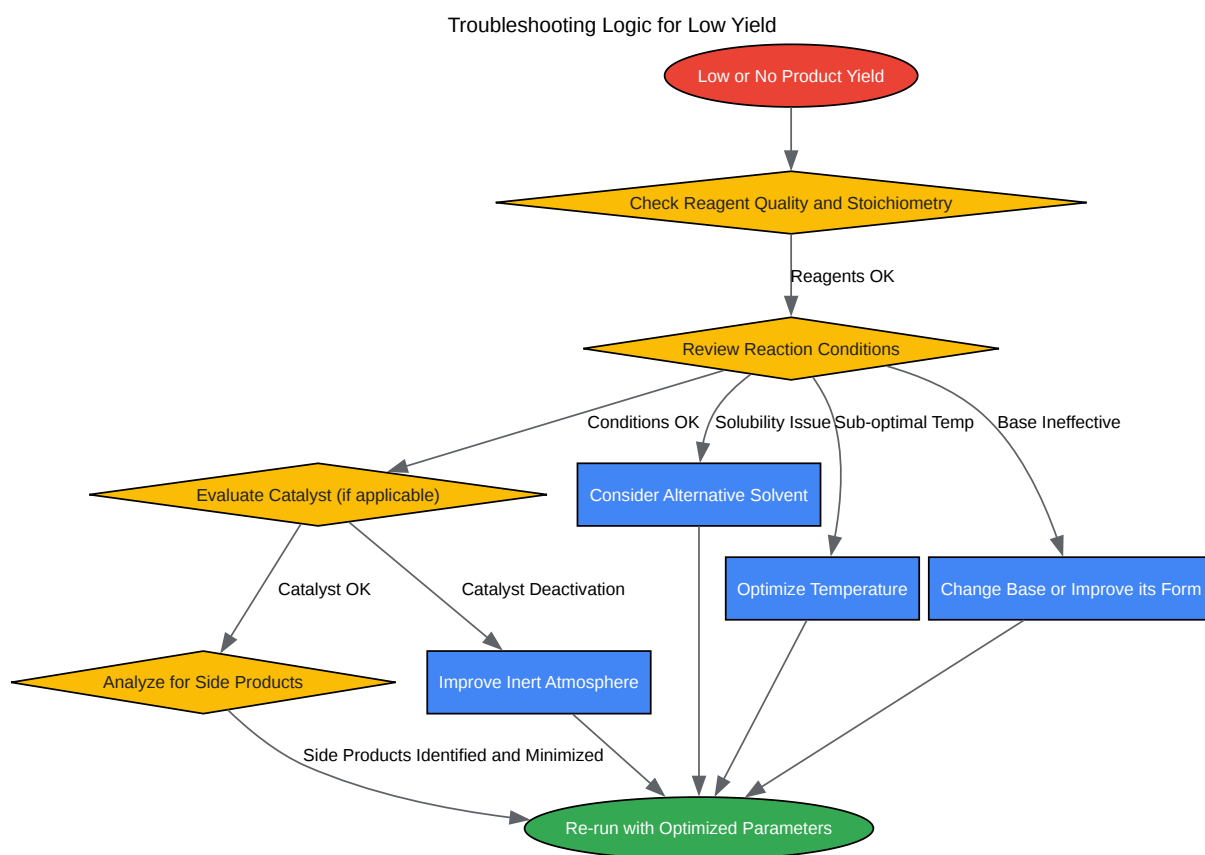 Troubleshooting Logic for Low Yield
Low or No Product Yield
Check Reagent Quality and Stoichiometry
Reagents OK
Review Reaction Conditions
Conditions OK
Solubility Issue
Sub-optimal Temp
Base Ineffective
Evaluate Catalyst (if applicable)
Consider Alternative Solvent
Optimize Temperature
Change Base or Improve its Form
Catalyst OK
Catalyst Deactivation
Analyze for Side Products
Improve Inert Atmosphere
Side Products Identified and Minimized
Re-run with Optimized Parameters